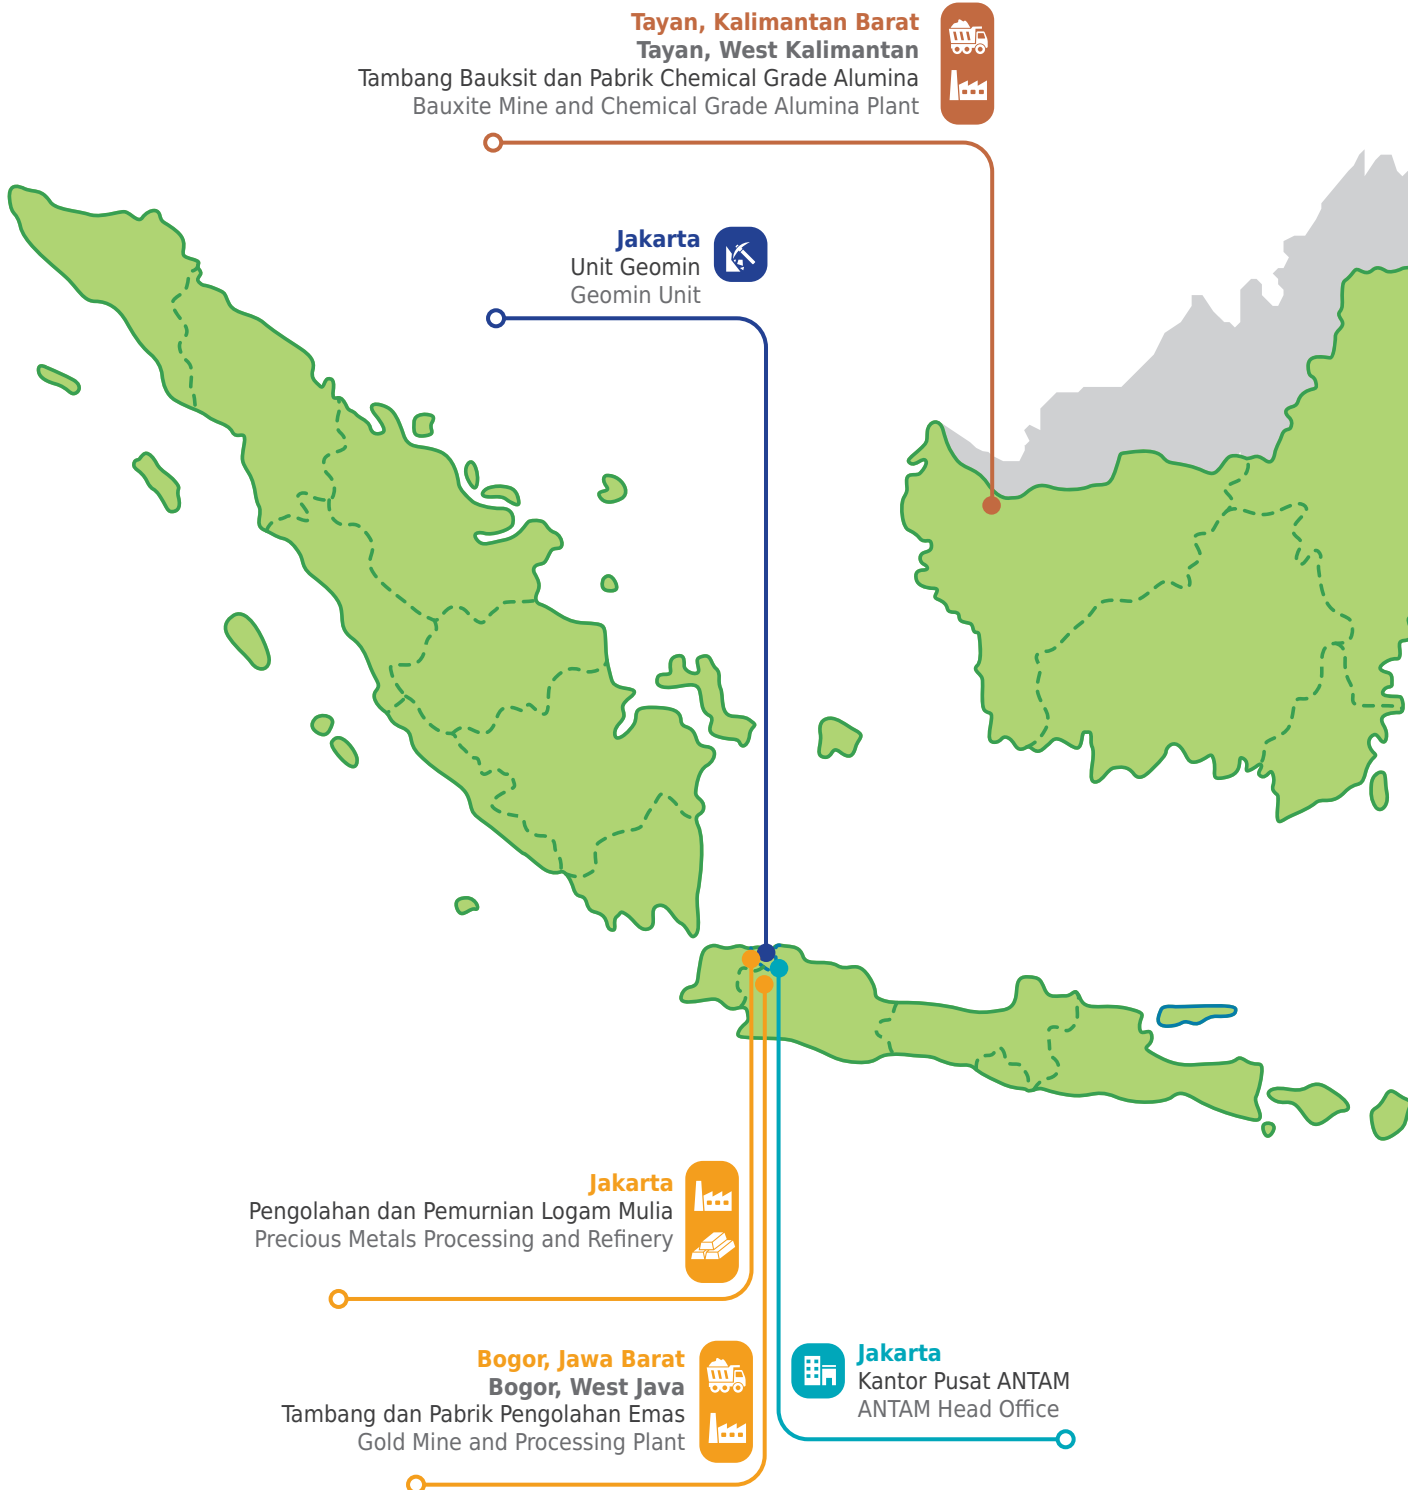 Tayan, Kalimantan Barat
Tayan, West Kalimantan
Tambang Bauksit dan Pabrik Chemical Grade Alumina
Bauxite Mine and Chemical Grade Alumina Plant
Jakarta
Unit Geomin
Geomin Unit
Jakarta
Pengolahan dan Pemurnian Logam Mulia
Precious Metals Processing and Refinery
Bogor, Jawa Barat
Bogor, West Java
Tambang dan Pabrik Pengolahan Emas
Gold Mine and Processing Plant
Jakarta
Kantor Pusat ANTAM
ANTAM Head Office